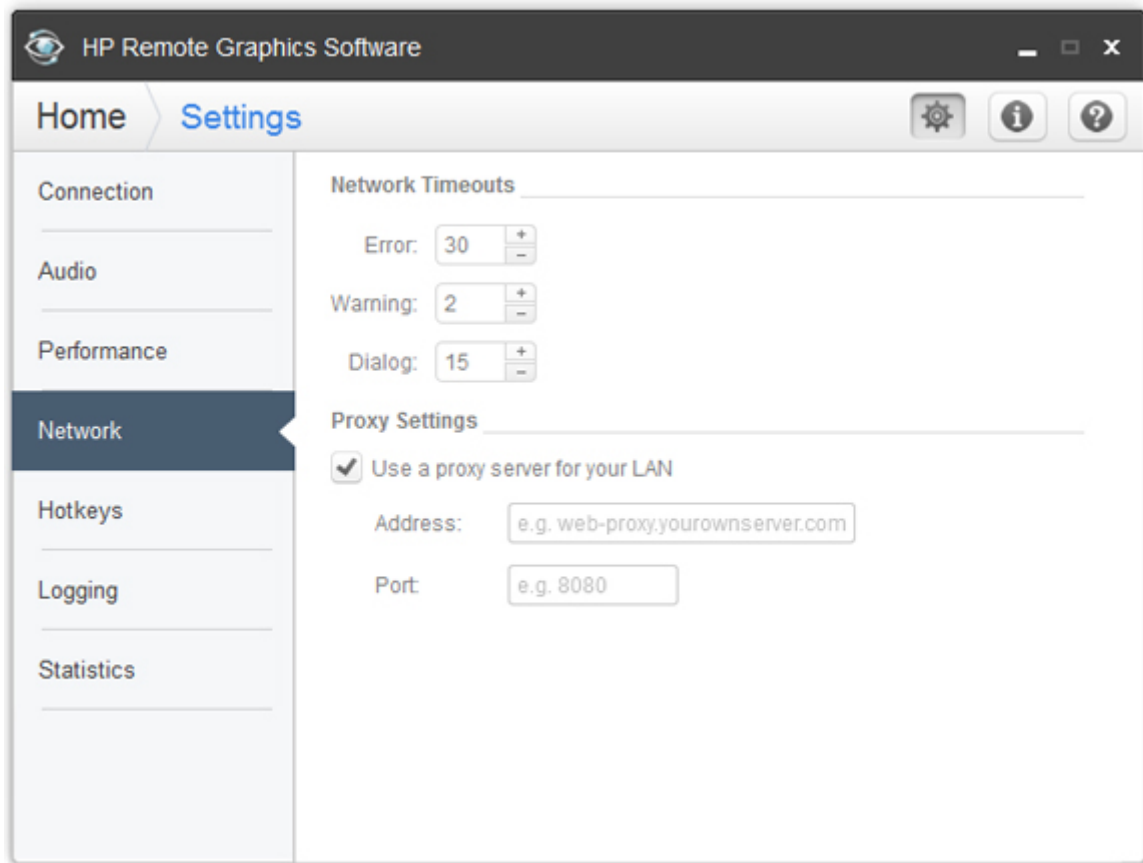 HP Remote Graphics Software
Home Settings
Connection
Audio
Performance
Network
Hotkeys
Logging
Statistics
Network Timeouts
Error: 30
Warning: 2
Dialog: 15
Proxy Settings
Use a proxy server for your LAN
Address: e.g. web-proxy.yourownserver.com
Port: e.g. 8080